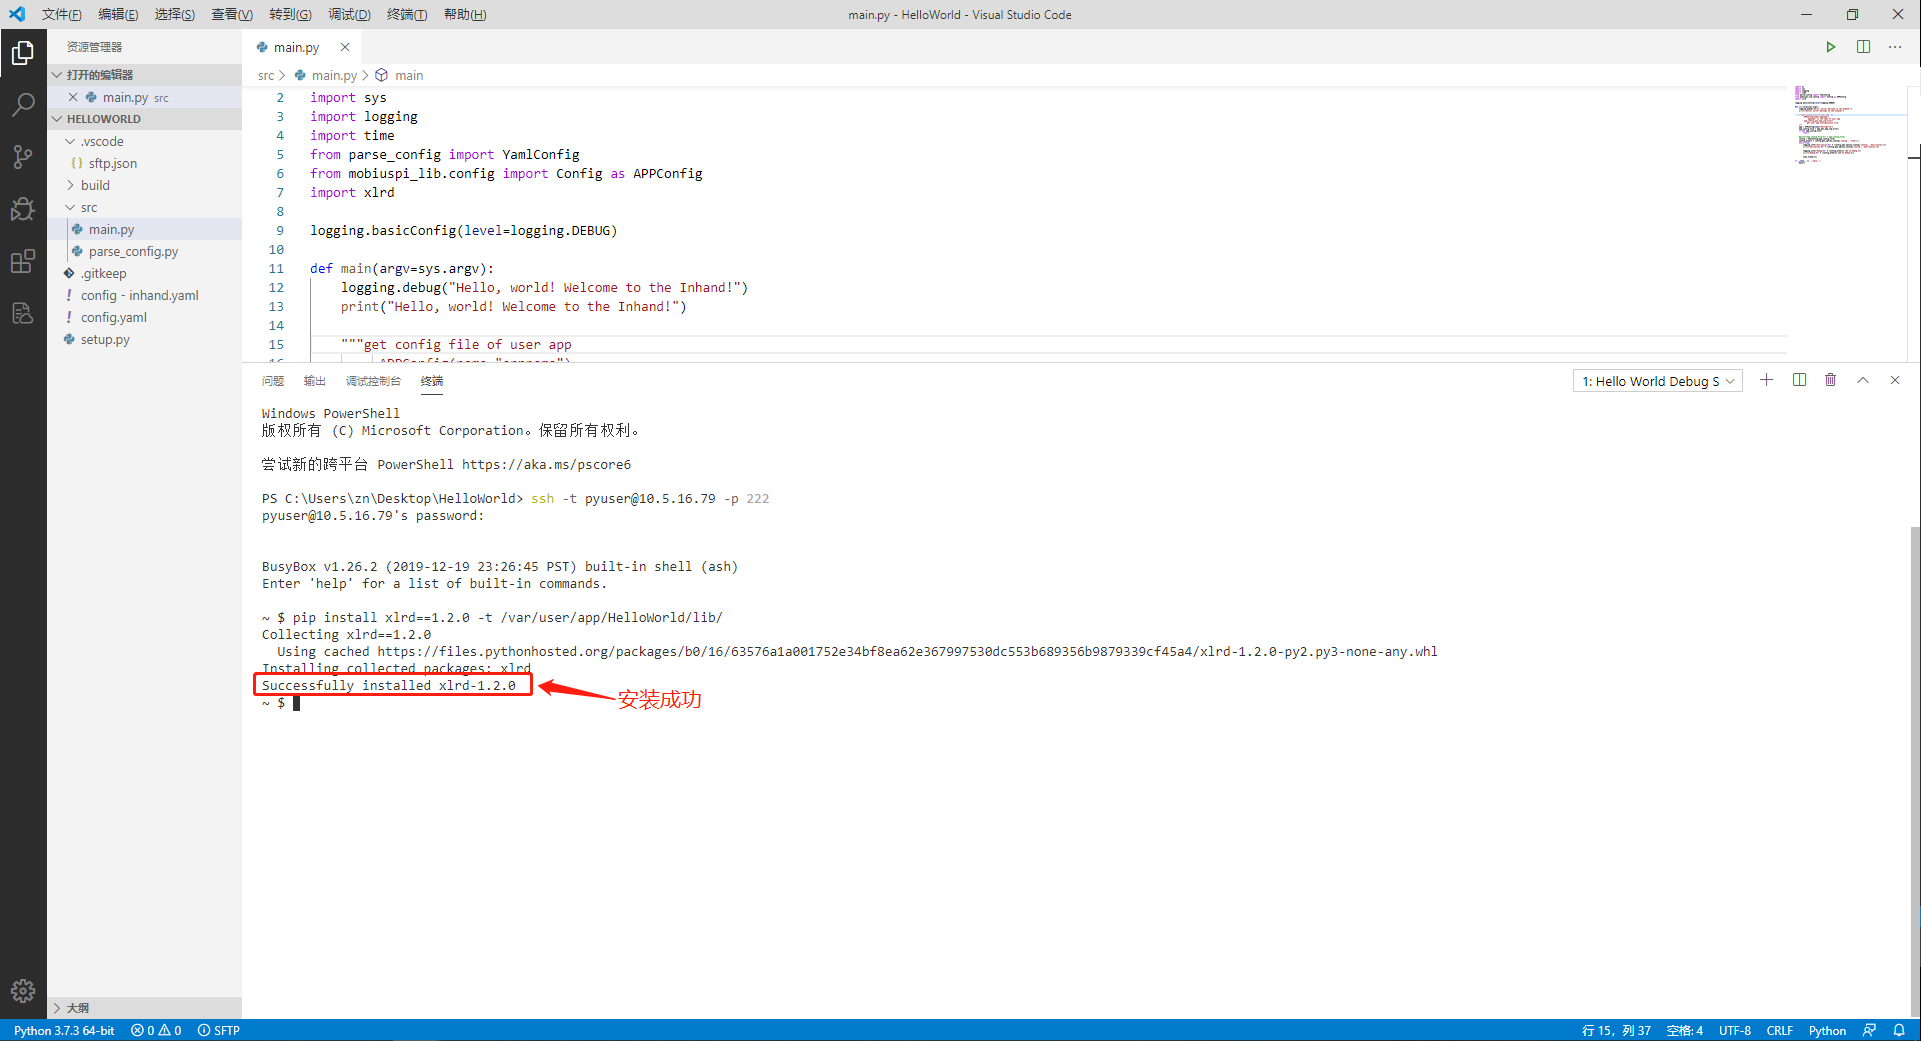 文件(F) 编辑(E) 选择(S) 查看(V) 转到(G) 调试(D) 终端(T) 帮助(H)
main.py - HelloWorld - Visual Studio Code
资源管理器
打开的编辑器
main.py src
HELLOWORLD
.vscode
sftp.json
build
src
main.py
parse_config.py
.gitkeep
config - inhand.yaml
config.yaml
setup.py
大纲
main.py
src > main.py > main
2 import sys
3 import logging
4 import time
5 from parse_config import YamlConfig
6 from mobiuspi_lib.config import Config as APPConfig
7 import xlrd
8
9 logging.basicConfig(level=logging.DEBUG)
10
11 def main(argv=sys.argv):
12 logging.debug("Hello, world! Welcome to the Inhand!")
13 print("Hello, world! Welcome to the Inhand!")
14
15 """get config file of user app
问题 输出 调试控制台 终端
1: Hello World Debug S
Windows PowerShell
版权所有 (C) Microsoft Corporation。保留所有权利。
尝试新的跨平台 PowerShell https://aka.ms/pscore6
PS C:\Users\zn\Desktop\HelloWorld> ssh -t pyuser@10.5.16.79 -p 222
pyuser@10.5.16.79's password:
BusyBox v1.26.2 (2019-12-19 23:26:45 PST) built-in shell (ash)
Enter 'help' for a list of built-in commands.
~ $ pip install xlrd==1.2.0 -t /var/user/app/HelloWorld/lib/
Collecting xlrd==1.2.0
Using cached https://files.pythonhosted.org/packages/b0/16/63576a1a001752e34bf8ea62e367997530dc553b689356b9879339cf45a4/xlrd-1.2.0-py2.py3-none-any.whl
Installing collected packages: xlrd
Successfully installed xlrd-1.2.0
安装成功
~ $
Python 3.7.3 64-bit 0 0 SFTP
行 15，列 37 空格: 4 UTF-8 CRLF Python